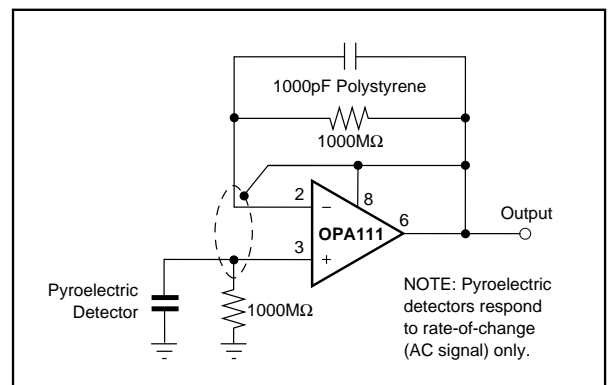 1000pF Polystyrene
1000MΩ
2
8
–
6
Output
OPA111
3
+
Pyroelectric
Detector
1000MΩ
NOTE: Pyroelectric
detectors respond
to rate-of-change
(AC signal) only.